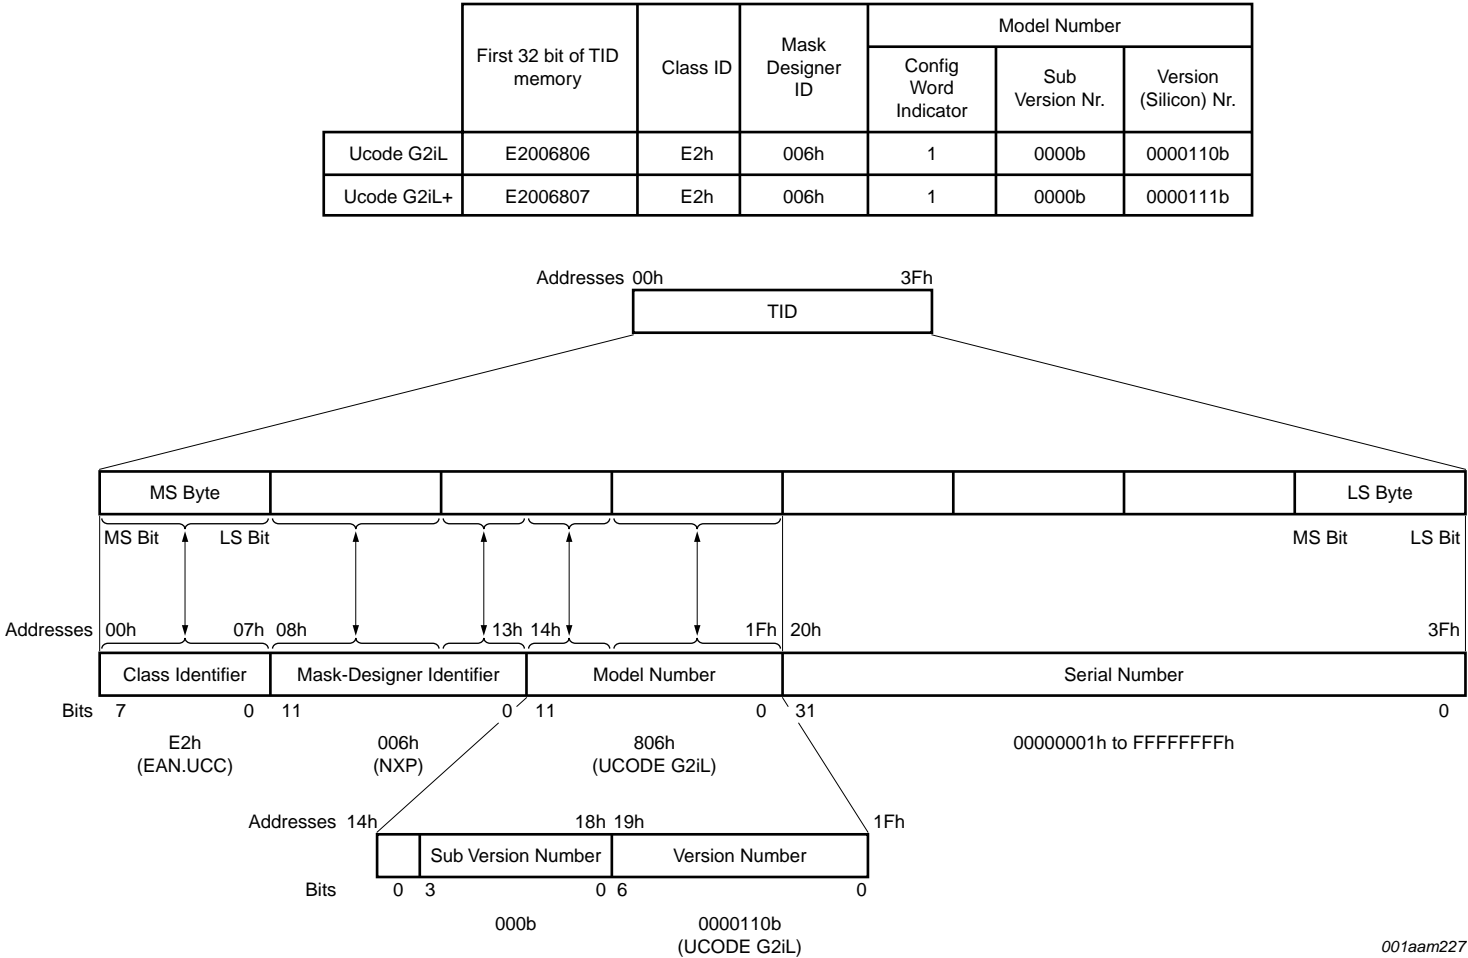 Model Number
First 32 bit of TID
memory
Class ID
Mask
Designer
ID
Config
Word
Indicator
Sub
Version Nr.
Version
(Silicon) Nr.
Ucode G2iL E2006806 E2h 006h 1 0000b 0000110b
Ucode G2iL+ E2006807 E2h 006h 1 0000b 0000111b
Addresses 00h 3Fh
TID
MS Byte LS Byte
MS Bit LS Bit MS Bit LS Bit
Addresses 00h 07h 08h 13h 14h 1Fh 20h 3Fh
Class Identifier Mask-Designer Identifier Model Number Serial Number
Bits 7 0 11 0 11 0 31 0
E2h 006h 806h 00000001h to FFFFFFFFh
(EAN.UCC) (NXP) (UCODE G2iL)
Addresses 14h 18h 19h 1Fh
Sub Version Number Version Number
Bits 0 3 0 6 0
000b 0000110b
(UCODE G2iL)
001aam227